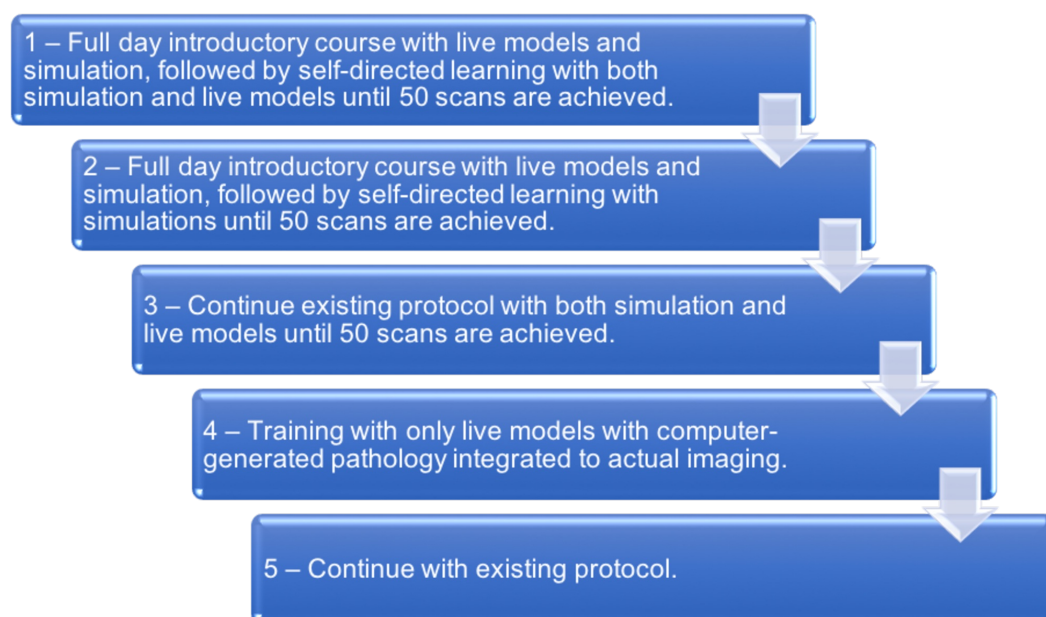 1 – Full day introductory course with live models and
simulation, followed by self-directed learning with both
simulation and live models until 50 scans are achieved.
2 – Full day introductory course with live models and
simulation, followed by self-directed learning with
simulations until 50 scans are achieved.
3 – Continue existing protocol with both simulation and
live models until 50 scans are achieved.
4 – Training with only live models with computer-
generated pathology integrated to actual imaging.
5 – Continue with existing protocol.